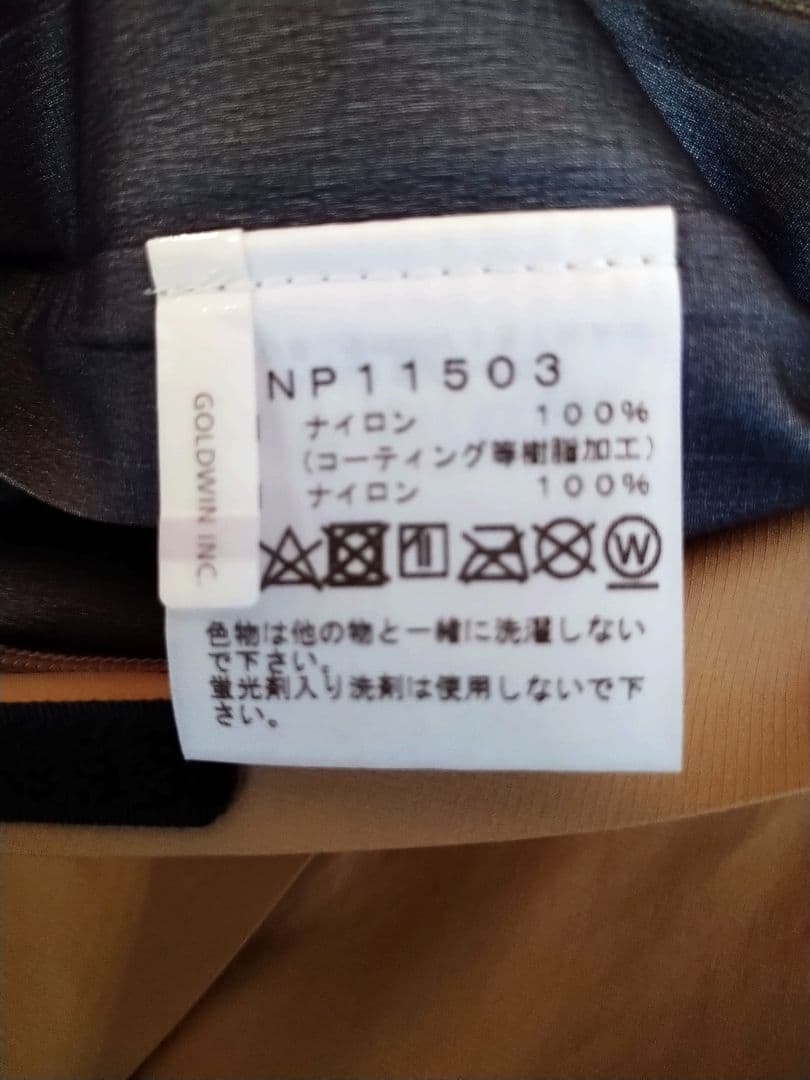 GOLDWIN INC
NP11503
ナイロン 100%
(コーティング等樹脂加工)
ナイロン 100%
W
色物は他の物と一緒に洗濯しない
で下さい。
蛍光剤入り洗剤は使用しないで下
さい。